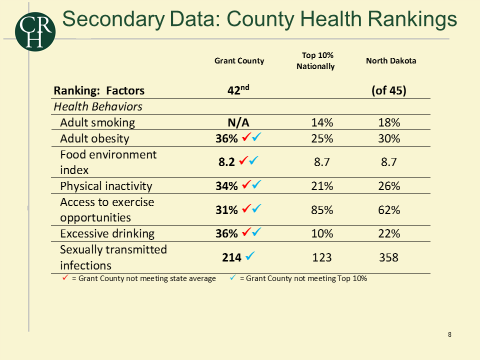 CRH
Secondary Data: County Health Rankings
Grant County Top 10% Nationally North Dakota
Ranking: Factors 42nd (of 45)
Health Behaviors
Adult smoking N/A 14% 18%
Adult obesity 36% ✓✓ 25% 30%
Food environment index 8.2 ✓✓ 8.7 8.7
Physical inactivity 34% ✓✓ 21% 26%
Access to exercise opportunities 31% ✓✓ 85% 62%
Excessive drinking 36% ✓✓ 10% 22%
Sexually transmitted infections 214 ✓ 123 358
✓ = Grant County not meeting state average ✓ = Grant County not meeting Top 10%
8